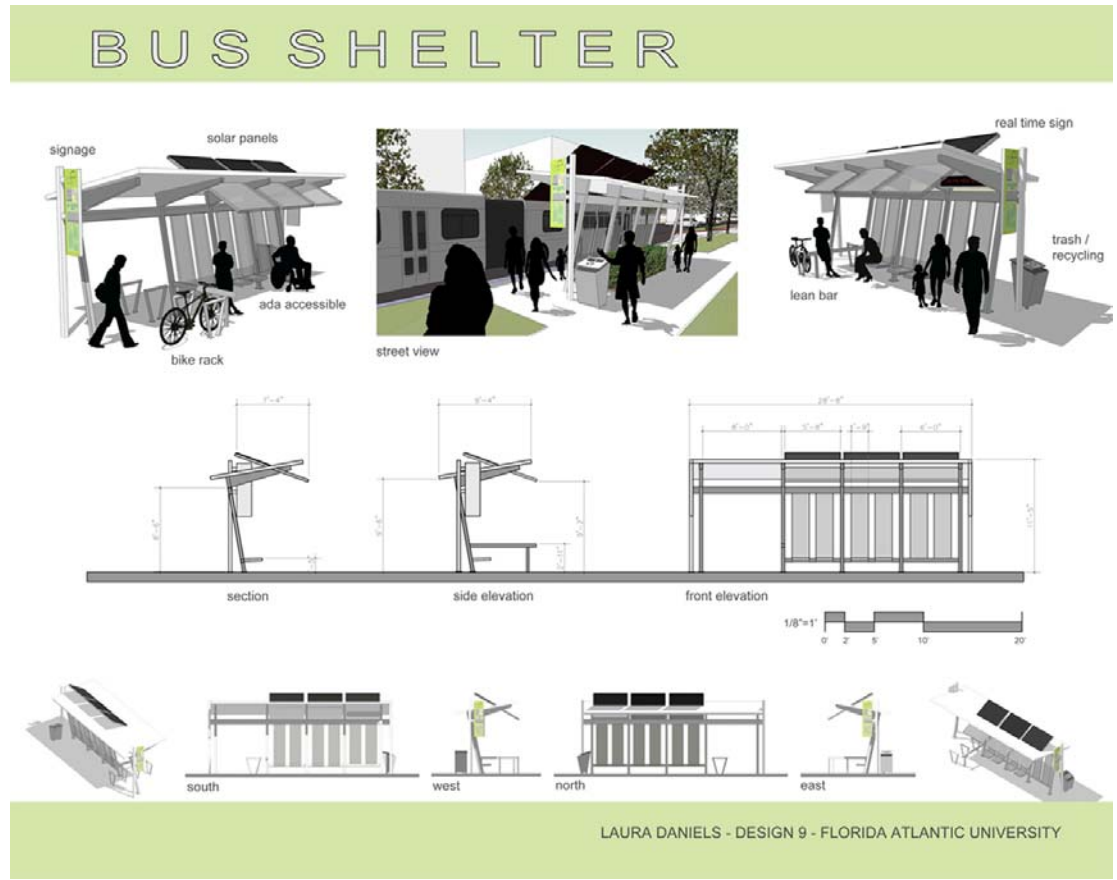 BUS SHELTER
signage
solar panels
ada accessible
bike rack
street view
real time sign
trash /
recycling
lean bar
section
side elevation
front elevation
1/8"=1'
0' 2' 5' 10' 20'
south
west
north
east
LAURA DANIELS - DESIGN 9 - FLORIDA ATLANTIC UNIVERSITY